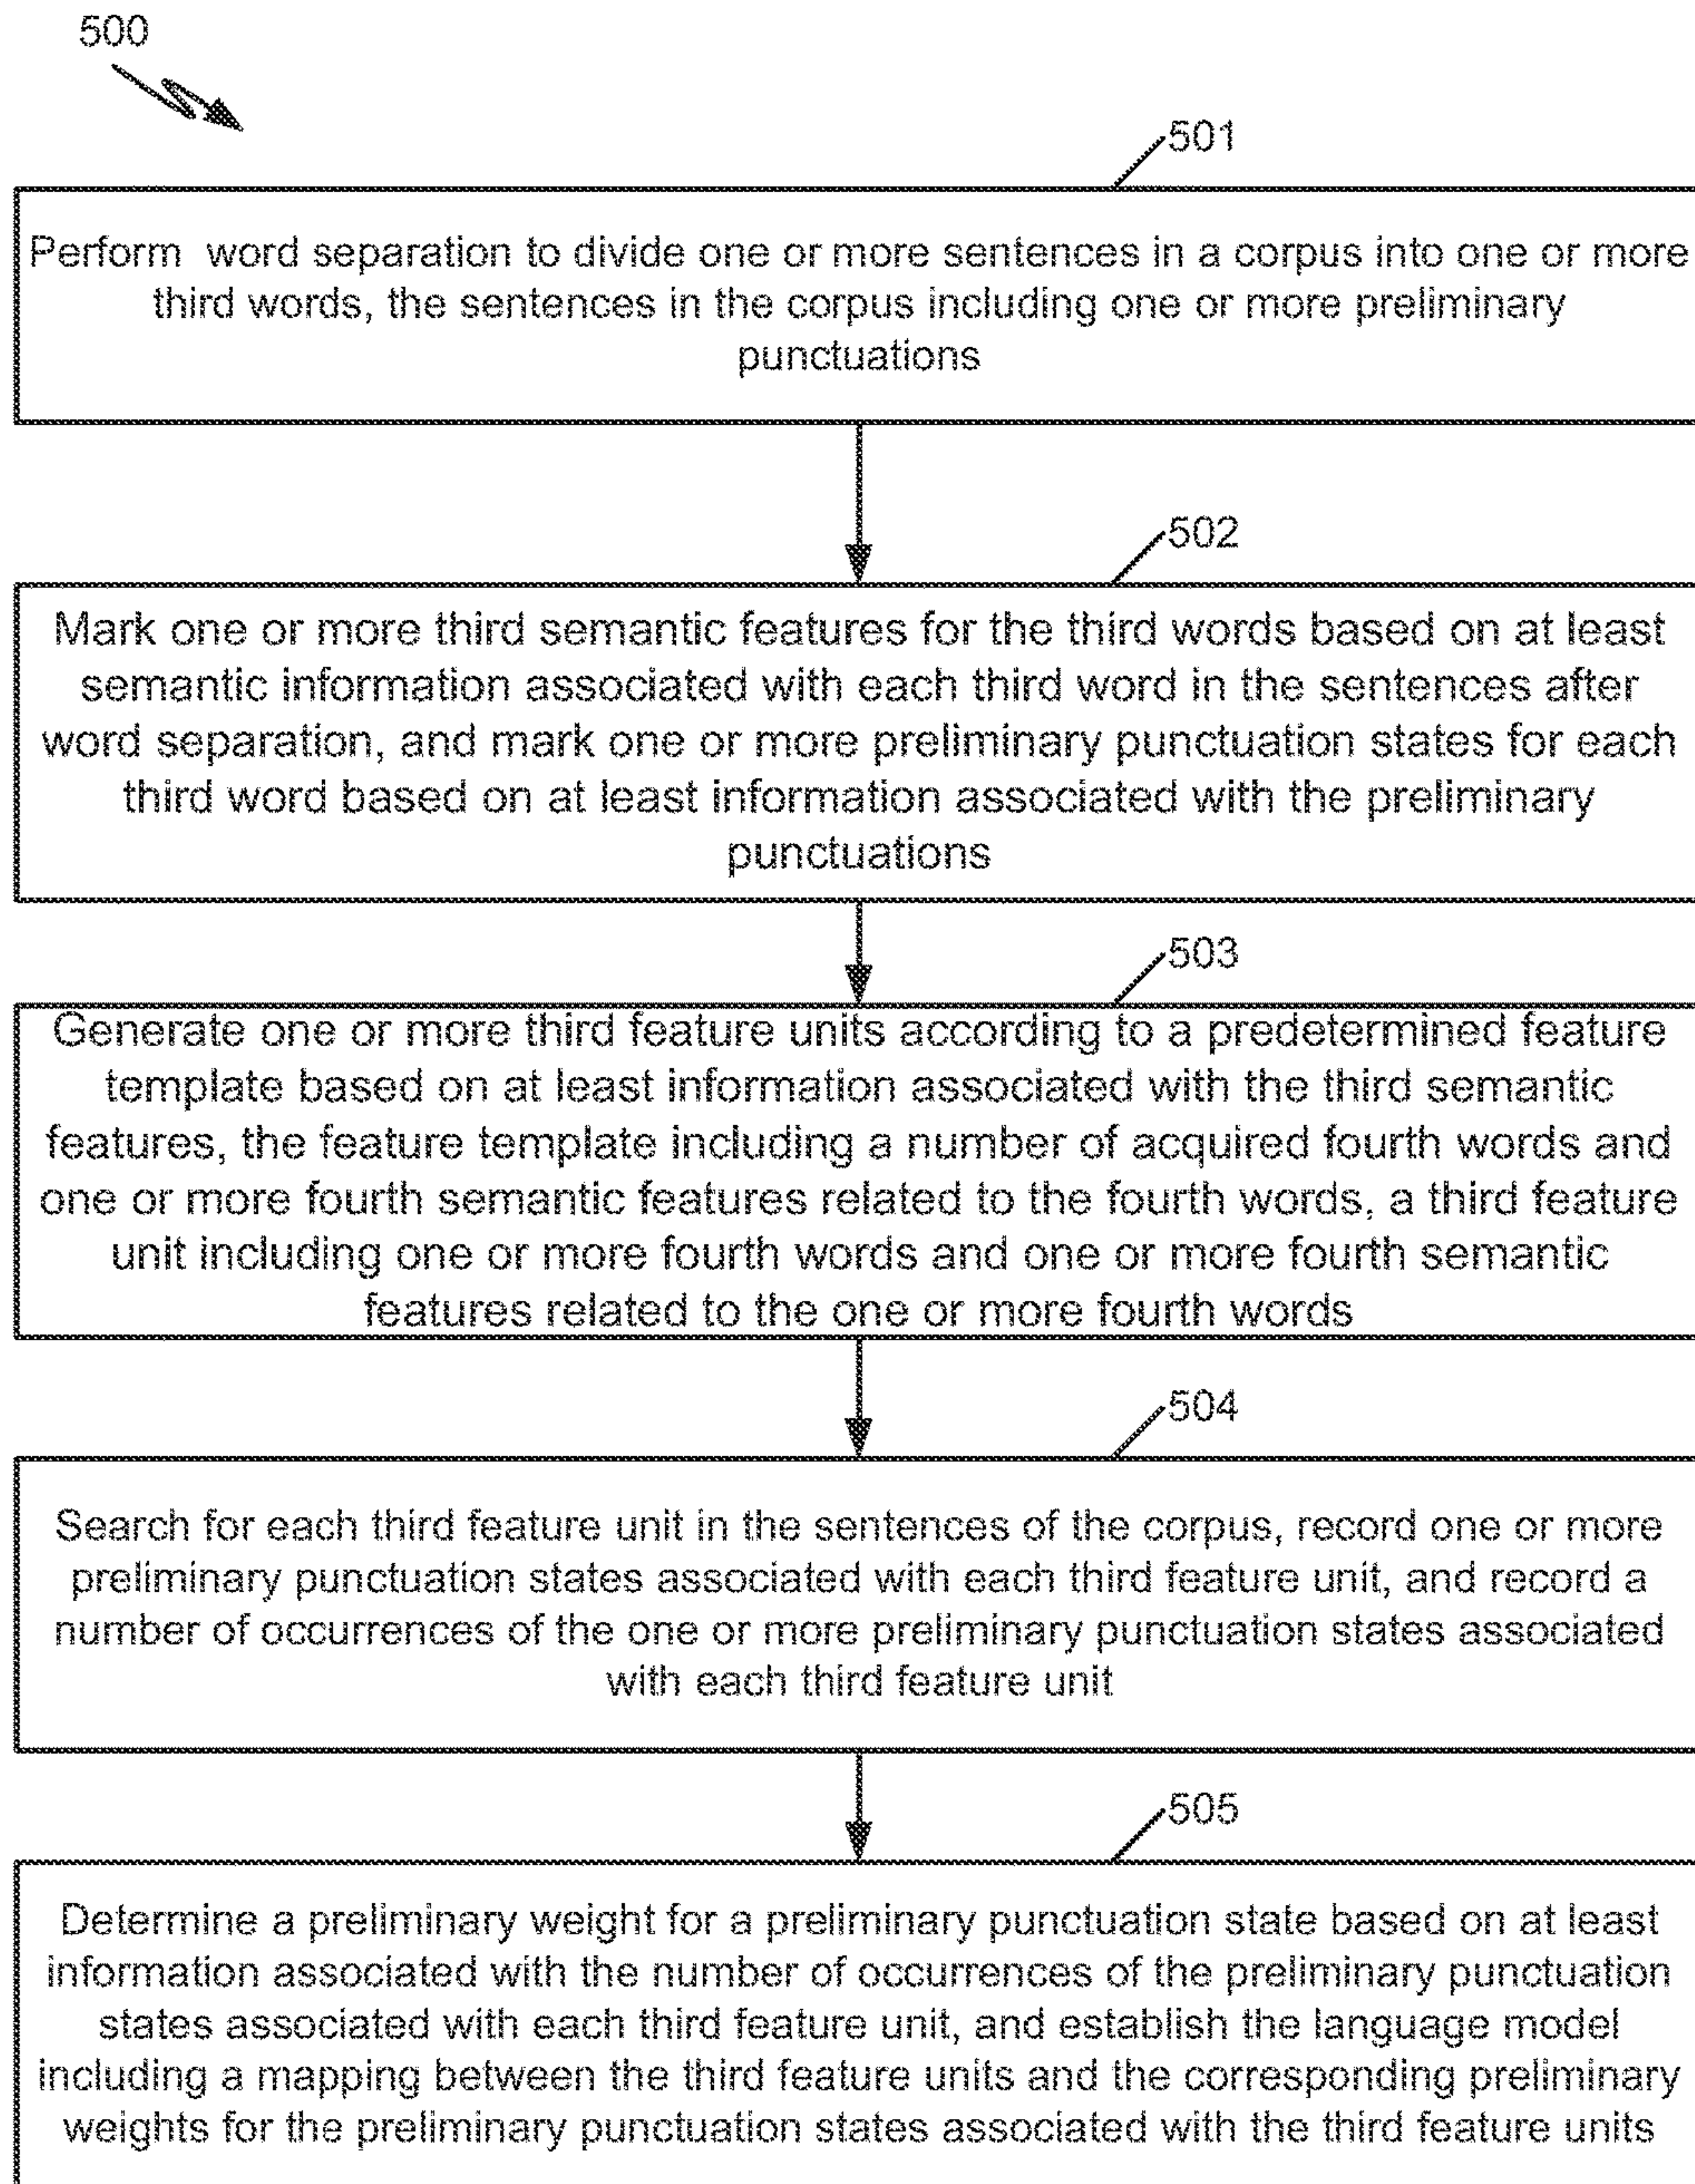 500
501
Perform word separation to divide one or more sentences in a corpus into one or more
third words, the sentences in the corpus including one or more preliminary
punctuations
502
Mark one or more third semantic features for the third words based on at least
semantic information associated with each third word in the sentences after
word separation, and mark one or more preliminary punctuation states for each
third word based on at least information associated with the preliminary
punctuations
503
Generate one or more third feature units according to a predetermined feature
template based on at least information associated with the third semantic
features, the feature template including a number of acquired fourth words and
one or more fourth semantic features related to the fourth words, a third feature
unit including one or more fourth words and one or more fourth semantic
features related to the one or more fourth words
504
Search for each third feature unit in the sentences of the corpus, record one or more
preliminary punctuation states associated with each third feature unit, and record a
number of occurrences of the one or more preliminary punctuation states associated
with each third feature unit
505
Determine a preliminary weight for a preliminary punctuation state based on at least
information associated with the number of occurrences of the preliminary punctuation
states associated with each third feature unit, and establish the language model
including a mapping between the third feature units and the corresponding preliminary
weights for the preliminary punctuation states associated with the third feature units